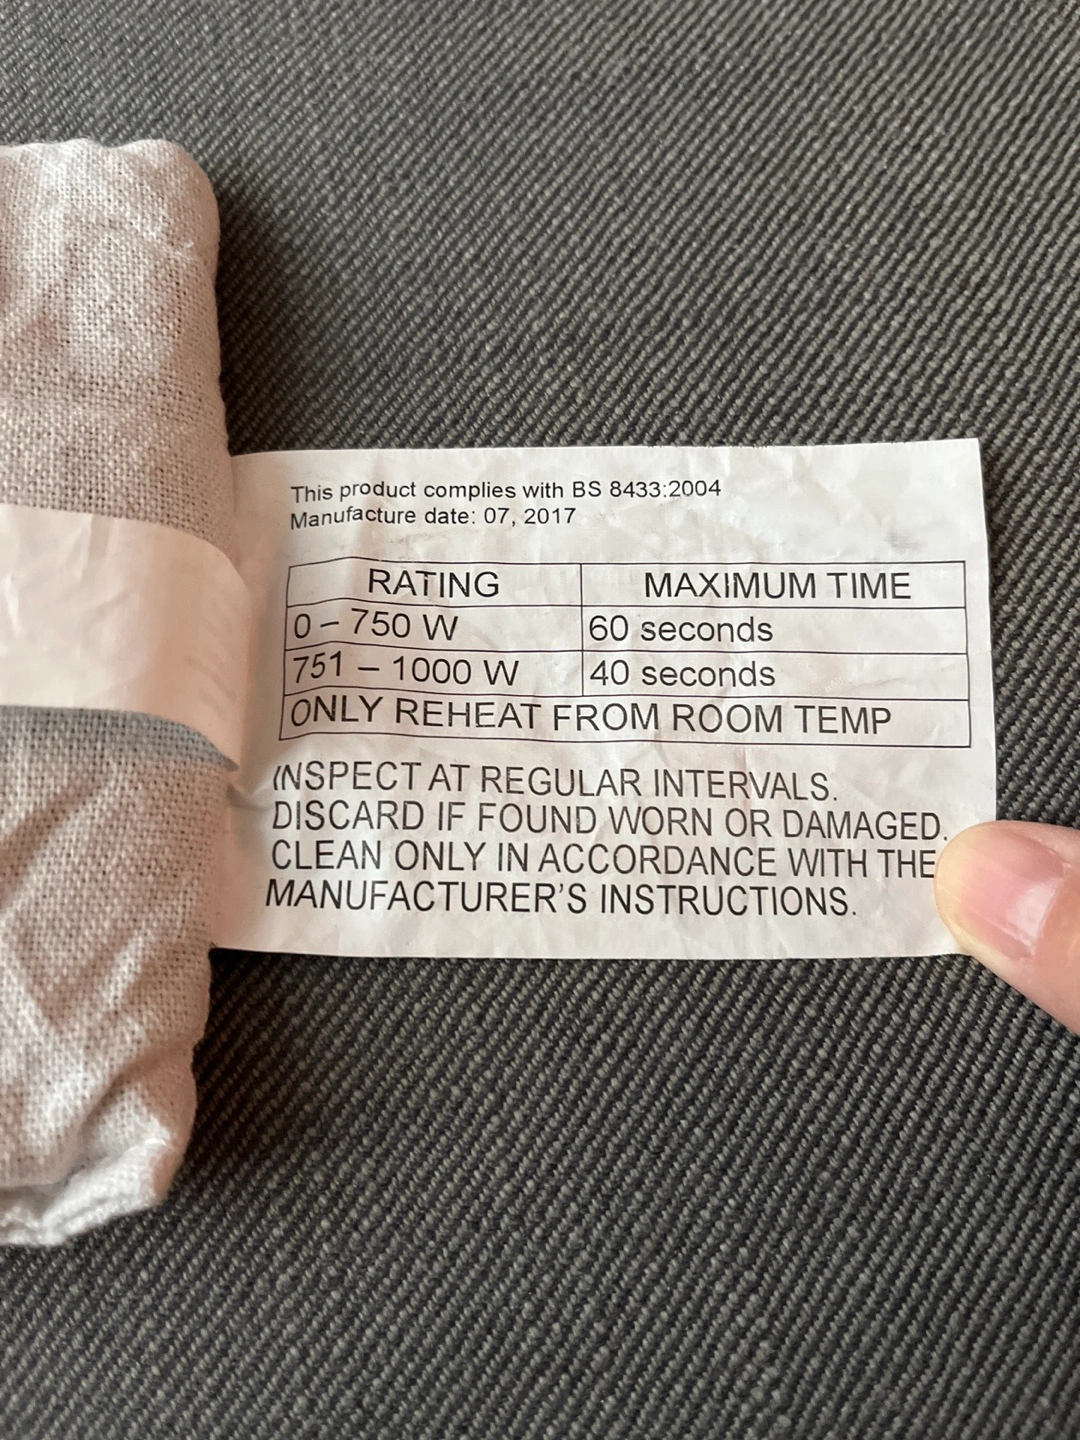 This product complies with BS 8433:2004
Manufacture date: 07, 2017
RATING MAXIMUM TIME
0 – 750 W 60 seconds
751 – 1000 W 40 seconds
ONLY REHEAT FROM ROOM TEMP
INSPECT AT REGULAR INTERVALS.
DISCARD IF FOUND WORN OR DAMAGED.
CLEAN ONLY IN ACCORDANCE WITH THE
MANUFACTURER'S INSTRUCTIONS.